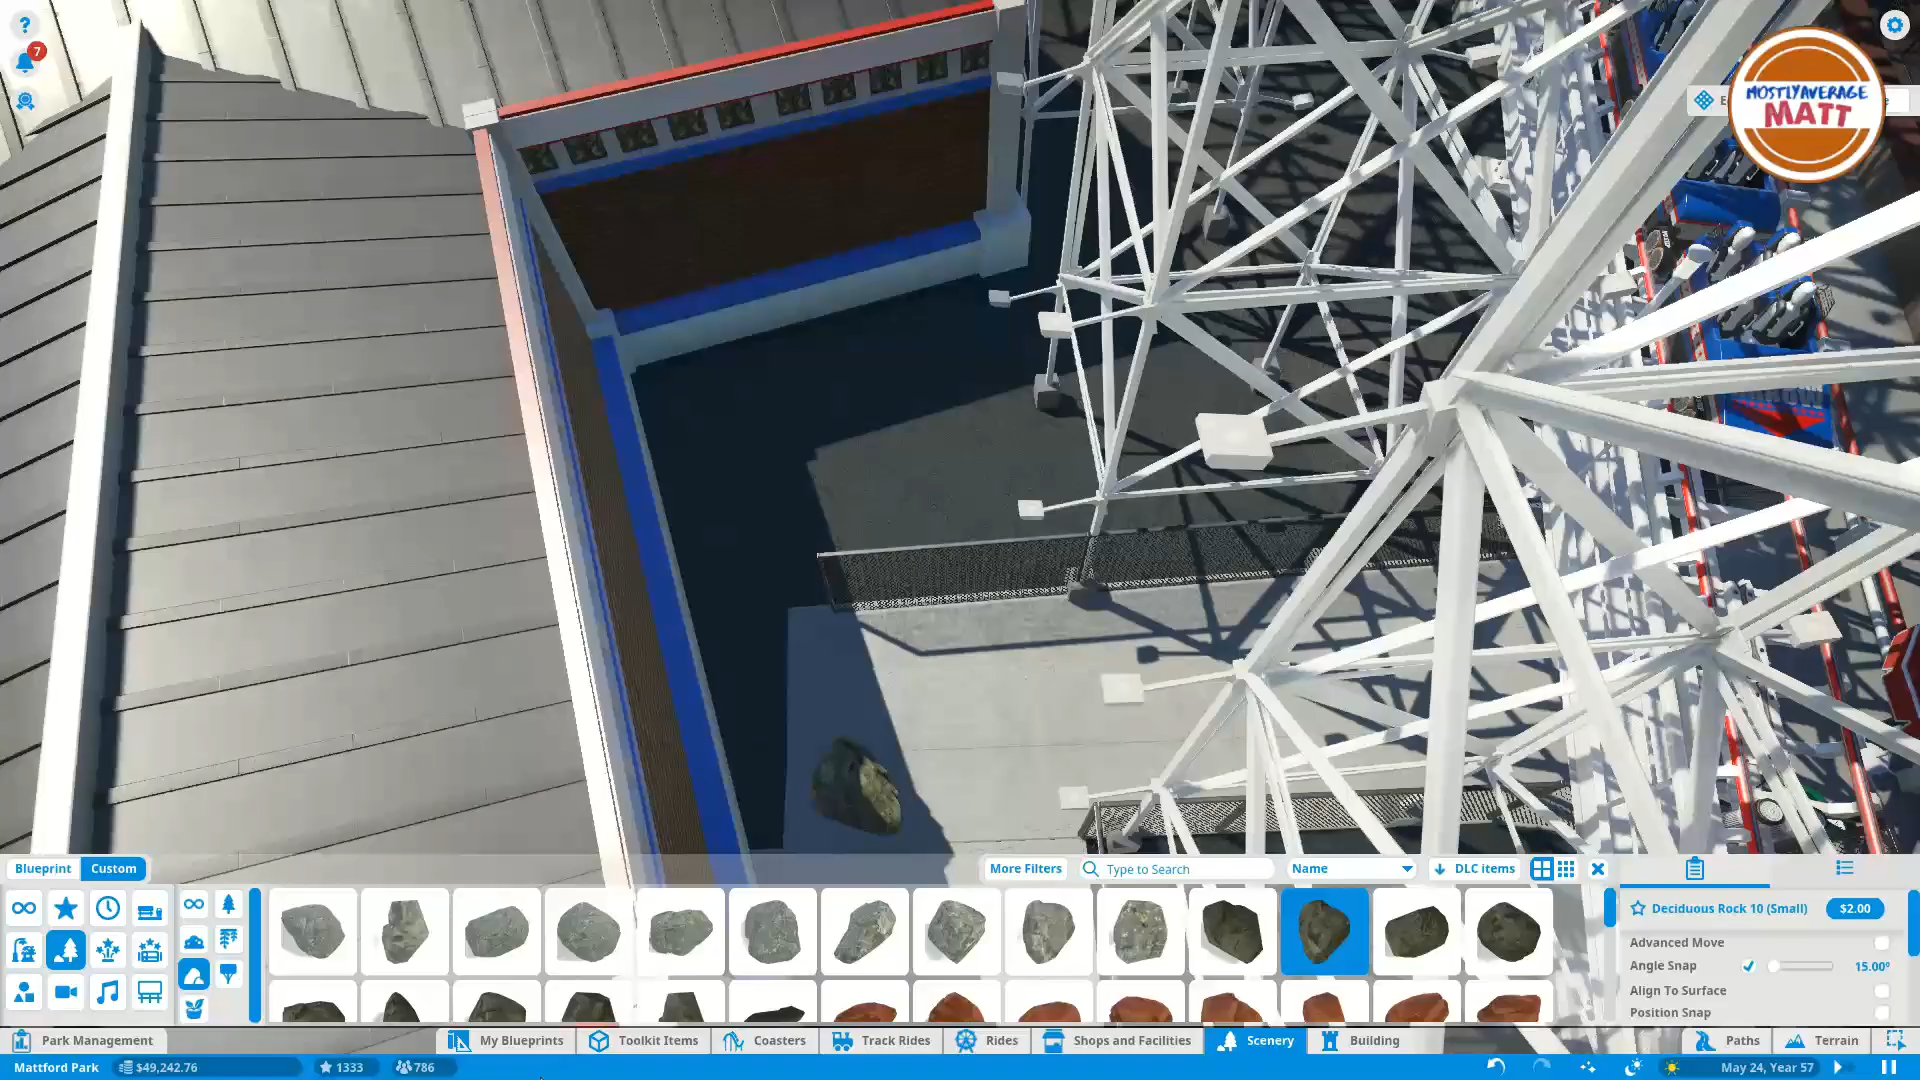 ?
7
MOSTLYAVERAGE
MATT
Blueprint
Custom
More Filters
Type to Search
Name
DLC items
Deciduous Rock 10 (Small)
$2.00
Advanced Move
Angle Snap
15.00°
Align To Surface
Position Snap
Park Management
My Blueprints
Toolkit Items
Coasters
Track Rides
Rides
Shops and Facilities
Scenery
Building
Paths
Terrain
Mattford Park
$49,242.76
1333
786
May 24, Year 57